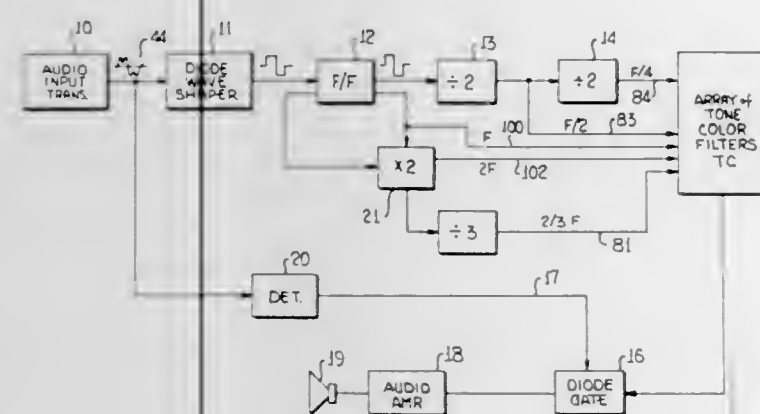 10
44
11
12
13
14
AUDIO
INPUT
TRANS.
DIODE
WAVE
SHAPER
F/F
÷2
÷2
F/4
84
F/2
83
F
100
ARRAY of
TONE
COLOR
FILTERS
TC
X2
2F
102
21
÷3
2/3 F
81
20
DET.
17
19
18
16
AUDIO
AMR
DIODE
GATE